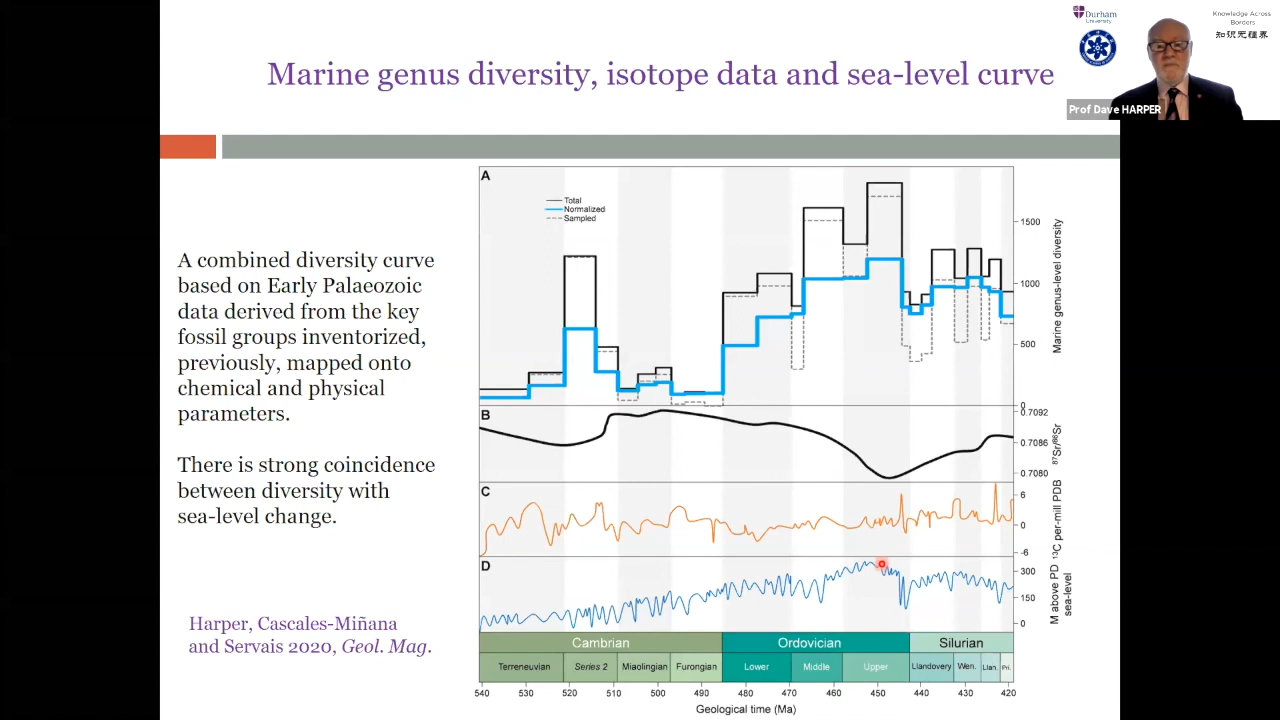 Marine genus diversity, isotope data and sea-level curve
Durham
University
Knowledge Across
Borders
知识无疆界
Prof Dave HARPER
A combined diversity curve
based on Early Palaeozoic
data derived from the key
fossil groups inventorized,
previously, mapped onto
chemical and physical
parameters.
There is strong coincidence
between diversity with
sea-level change.
Harper, Cascales-Miñana
and Servais 2020, Geol. Mag.
A
Total
Normalized
Sampled
1500
1000
500
0
Marine genus-level diversity
B
0.7092
0.7086
0.7080
⁸⁷Sr/⁸⁶Sr
C
6
0
-6
¹³C per-mill PDB
D
300
150
0
M above PD
sea-level
Cambrian
Ordovician
Silurian
Terreneuvian
Series 2
Miaolingian
Furongian
Lower
Middle
Upper
Llandovery
Wen.
Llan.
Pri.
540 530 520 510 500 490 480 470 460 450 440 430 420
Geological time (Ma)